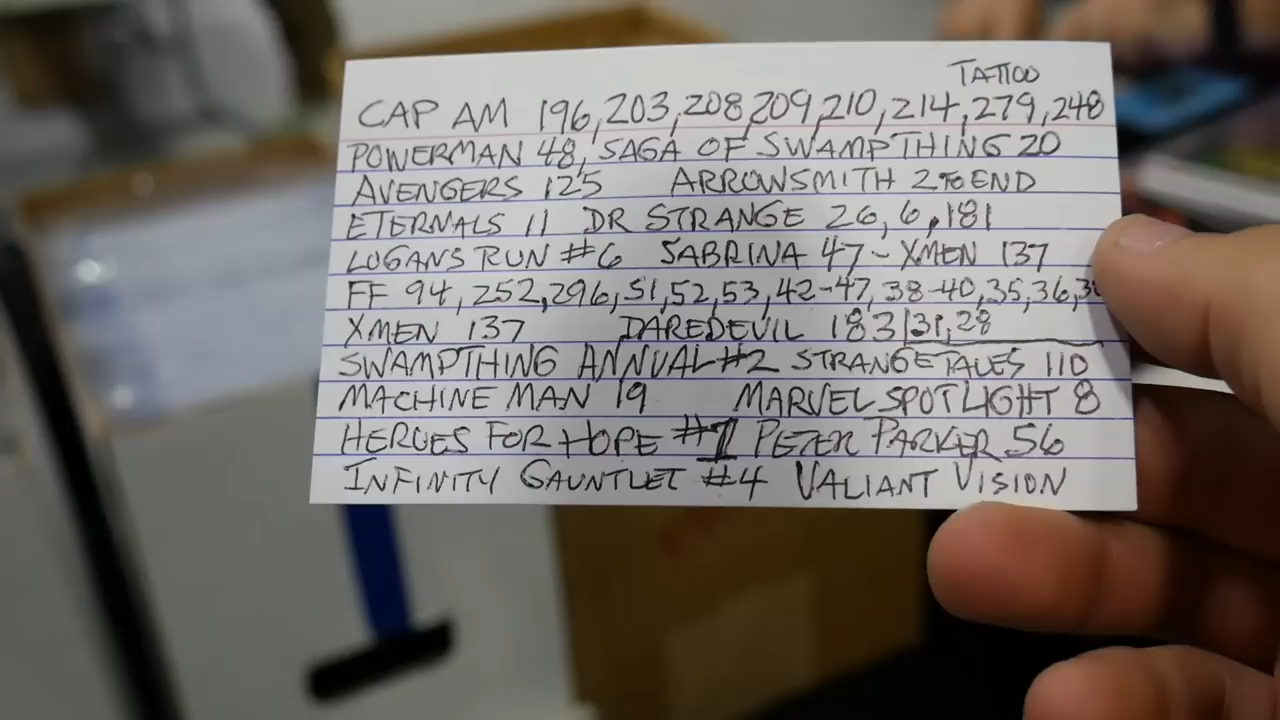 TATTOO
CAP AM 196, 203, 208, 209, 210, 214, 279, 248
POWERMAN 48, SAGA OF SWAMPTHING 20
AVENGERS 125 ARROWSMITH 2 TO END
ETERNALS 11 DR STRANGE 26, 6, 181
LOGANS RUN #6 SABRINA 47 - XMEN 137
FF 94, 252, 296, 51, 52, 53, 42-47, 38-40, 35, 36,
XMEN 137 DAREDEVIL 183 31, 28
SWAMPTHING ANNUAL #2 STRANGE TALES 110
MACHINE MAN 19 MARVEL SPOTLIGHT 8
HEROES FOR HOPE #1 PETER PARKER 56
INFINITY GAUNTLET #4 VALIANT VISION